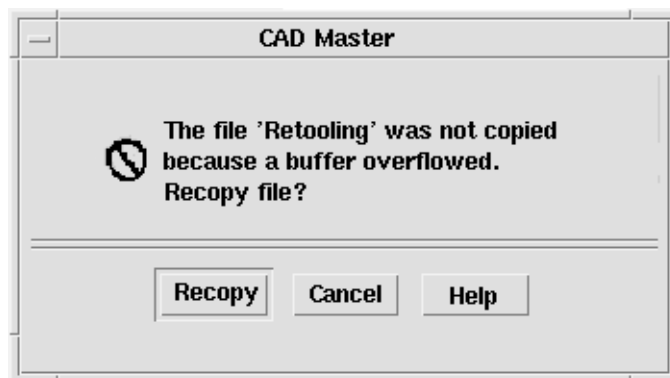 CAD Master
The file 'Retooling' was not copied
because a buffer overflowed.
Recopy file?
Recopy Cancel Help